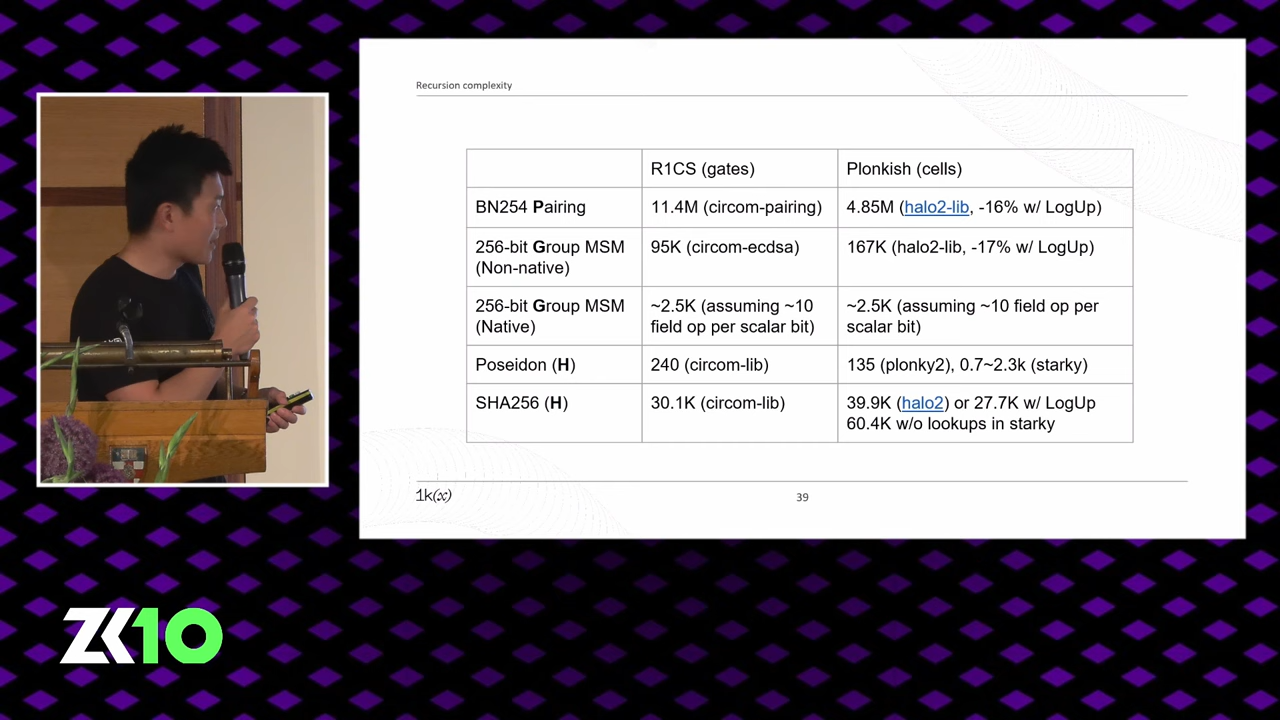 Recursion complexity
R1CS (gates)
Plonkish (cells)
BN254 Pairing
11.4M (circom-pairing)
4.85M (halo2-lib, -16% w/ LogUp)
256-bit Group MSM
(Non-native)
95K (circom-ecdsa)
167K (halo2-lib, -17% w/ LogUp)
256-bit Group MSM
(Native)
~2.5K (assuming ~10
field op per scalar bit)
~2.5K (assuming ~10 field op per
scalar bit)
Poseidon (H)
240 (circom-lib)
135 (plonky2), 0.7~2.3k (starky)
SHA256 (H)
30.1K (circom-lib)
39.9K (halo2) or 27.7K w/ LogUp
60.4K w/o lookups in starky
1k(x)
39
ZK10